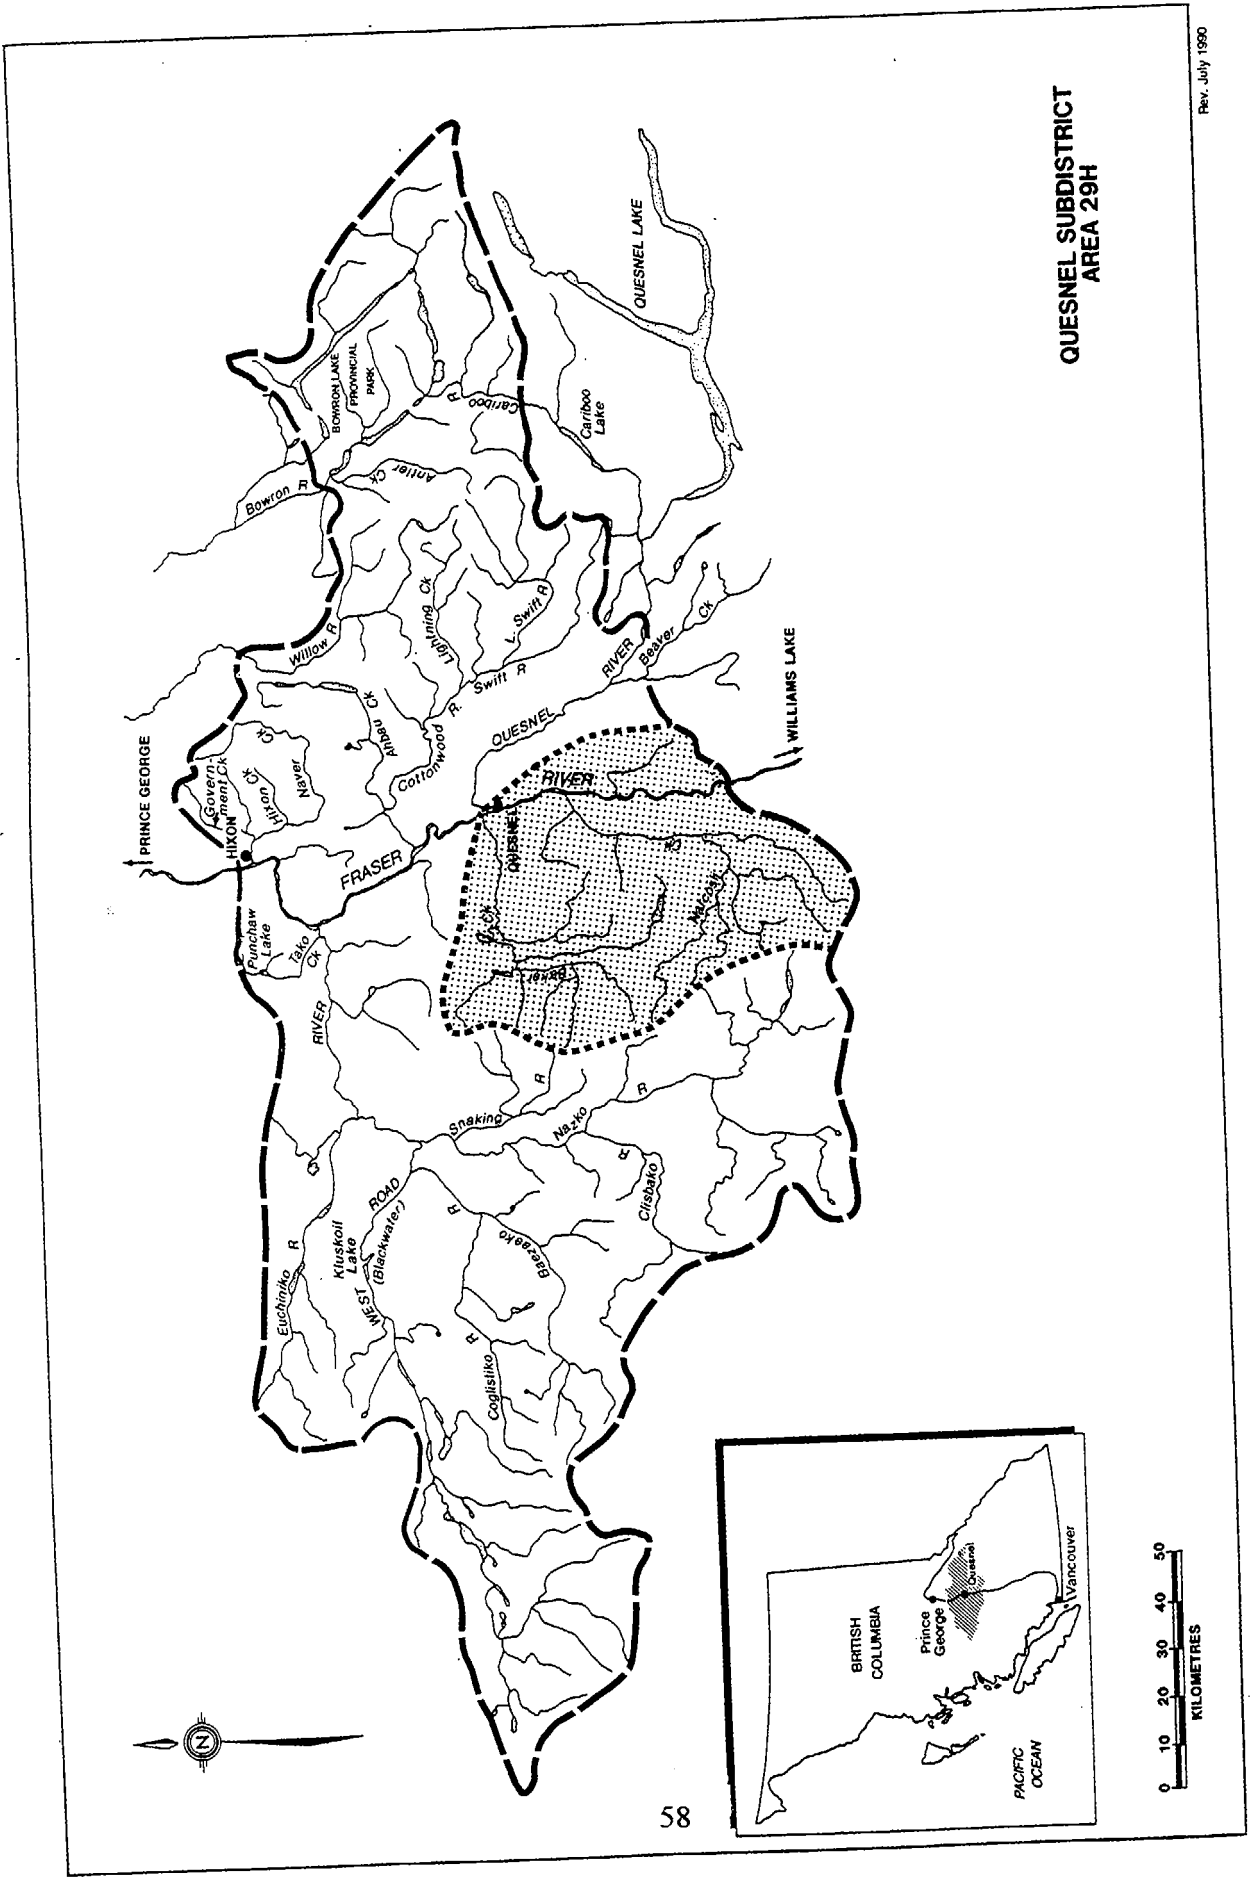 PRINCE GEORGE
HIXON
Govern-
ment Ck
Hixon Ck
Naver
Ck
Punchaw
Lake
Tako
Ck
FRASER
RIVER
Ahbau Ck
Cottonwood
R.
Willow R
Bowron R
BOWRON LAKE
PROVINCIAL
PARK
Antler
Ck
Cariboo
R
Cariboo
Lake
QUESNEL LAKE
Lightning Ck
L. Swift R
Swift R
QUESNEL
RIVER
Beaver
Ck
WILLIAMS LAKE
RIVER
QUESNEL
Ck
Baker
Narcosli
Ck
Snaking
R
Nazko
R
Clisbako
R
Euchiniko
R
Kluskoil
Lake
WEST
ROAD
(Blackwater)
Baezaeko
R
Coglistiko
R
N
QUESNEL SUBDISTRICT
AREA 29H
BRITISH
COLUMBIA
Prince
George
Quesnel
Vancouver
PACIFIC
OCEAN
0 10 20 30 40 50
KILOMETRES
Rev. July 1990
58